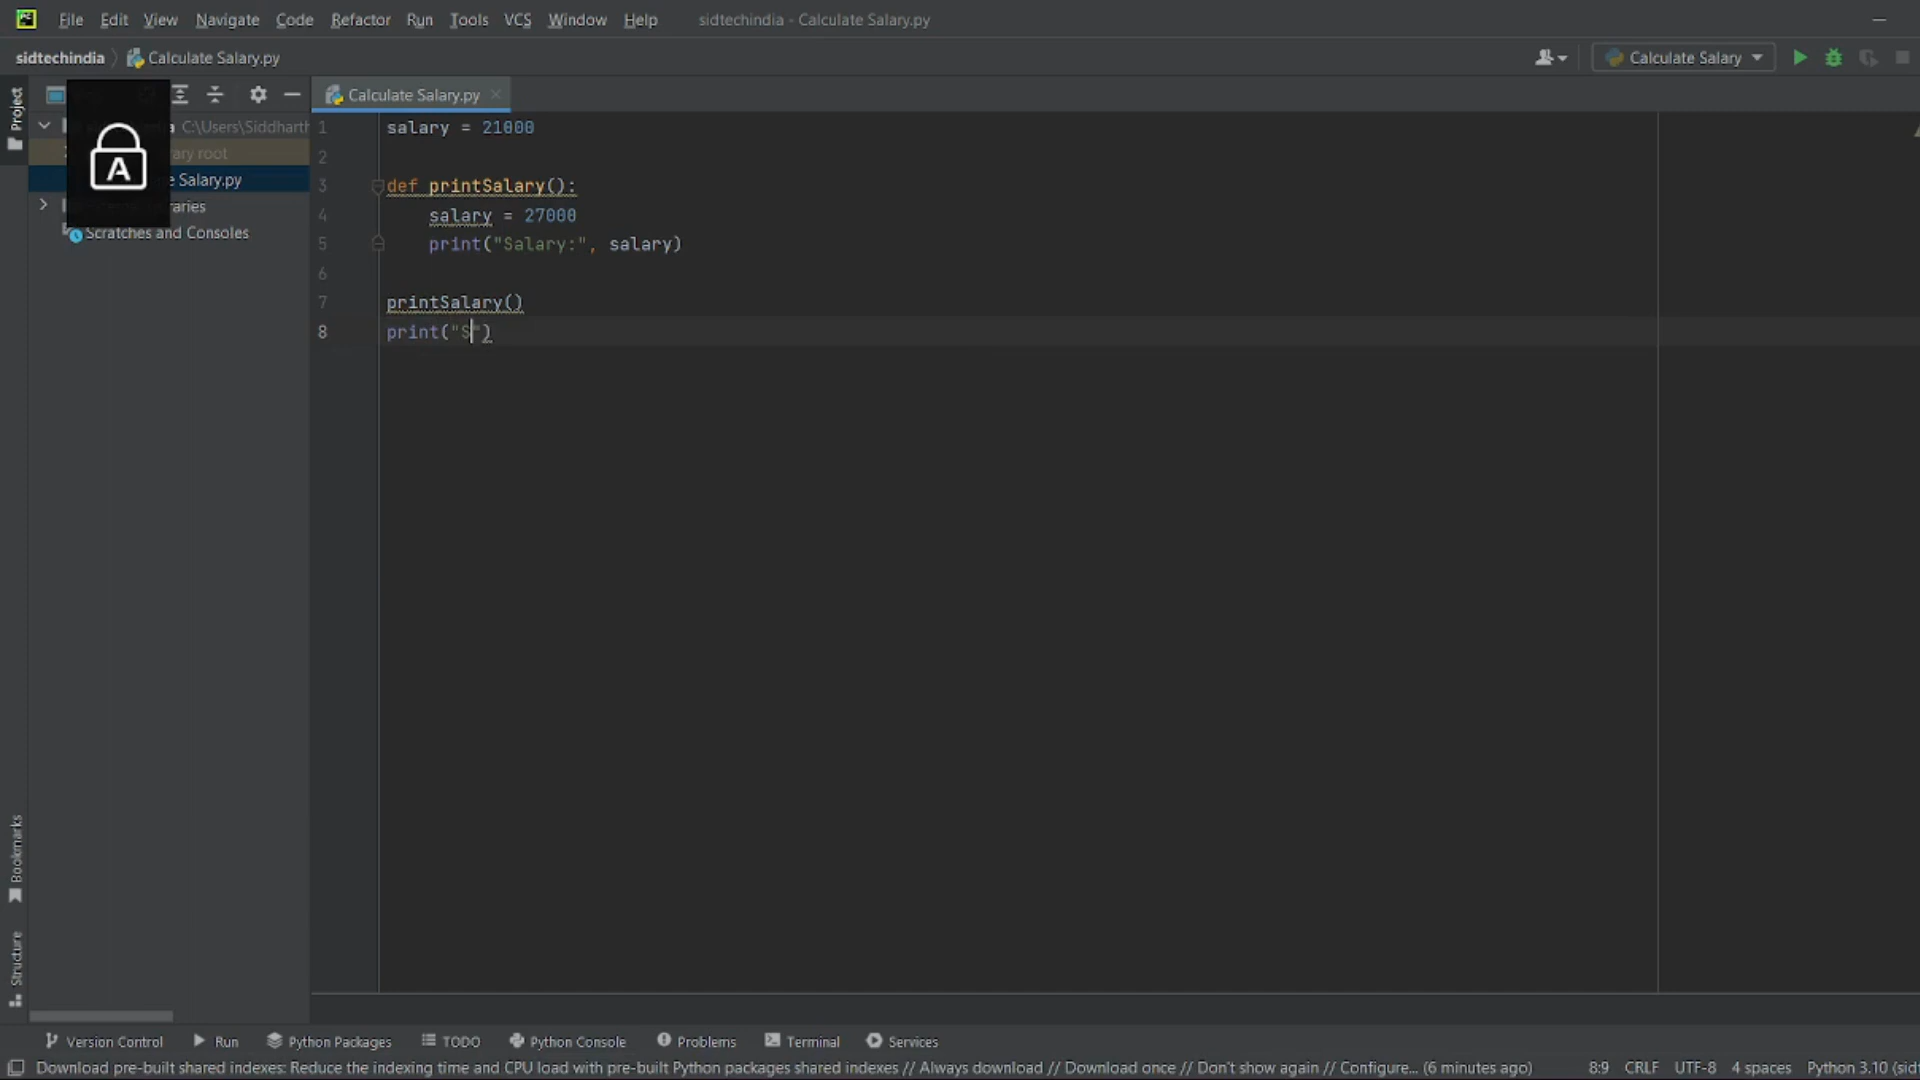 File Edit View Navigate Code Refactor Run Tools VCS Window Help sidtechindia - Calculate Salary.py
sidtechindia Calculate Salary.py Calculate Salary
Project
Calculate Salary.py
C:\Users\Siddharth
ary root
e Salary.py
raries
Scratches and Consoles
A
1 salary = 21000
2
3 def printSalary():
4 salary = 27000
5 print("Salary:", salary)
6
7 printSalary()
8 print("S")
Bookmarks
Structure
Version Control Run Python Packages TODO Python Console Problems Terminal Services
Download pre-built shared indexes: Reduce the indexing time and CPU load with pre-built Python packages shared indexes // Always download // Download once // Don't show again // Configure... (6 minutes ago) 8:9 CRLF UTF-8 4 spaces Python 3.10 (sid